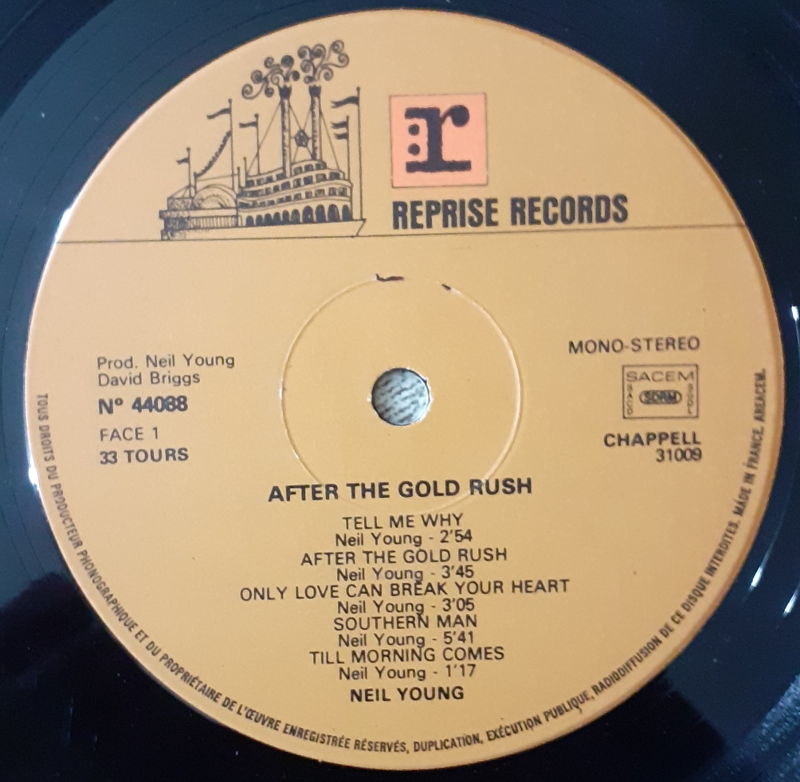 r
REPRISE RECORDS
Prod. Neil Young
David Briggs
Nº 44088
FACE 1
33 TOURS
MONO-STEREO
SACEM
SACD SDRM SGDL
CHAPPELL
31009
AFTER THE GOLD RUSH
TELL ME WHY
Neil Young - 2'54
AFTER THE GOLD RUSH
Neil Young - 3'45
ONLY LOVE CAN BREAK YOUR HEART
Neil Young - 3'05
SOUTHERN MAN
Neil Young - 5'41
TILL MORNING COMES
Neil Young - 1'17
NEIL YOUNG
TOUS DROITS DU PRODUCTEUR PHONOGRAPHIQUE ET DU PROPRIÉTAIRE DE L'ŒUVRE ENREGISTRÉE RÉSERVÉS, DUPLICATION, EXÉCUTION PUBLIQUE, RADIODIFFUSION DE CE DISQUE INTERDITES. MADE IN FRANCE. AREACEM.